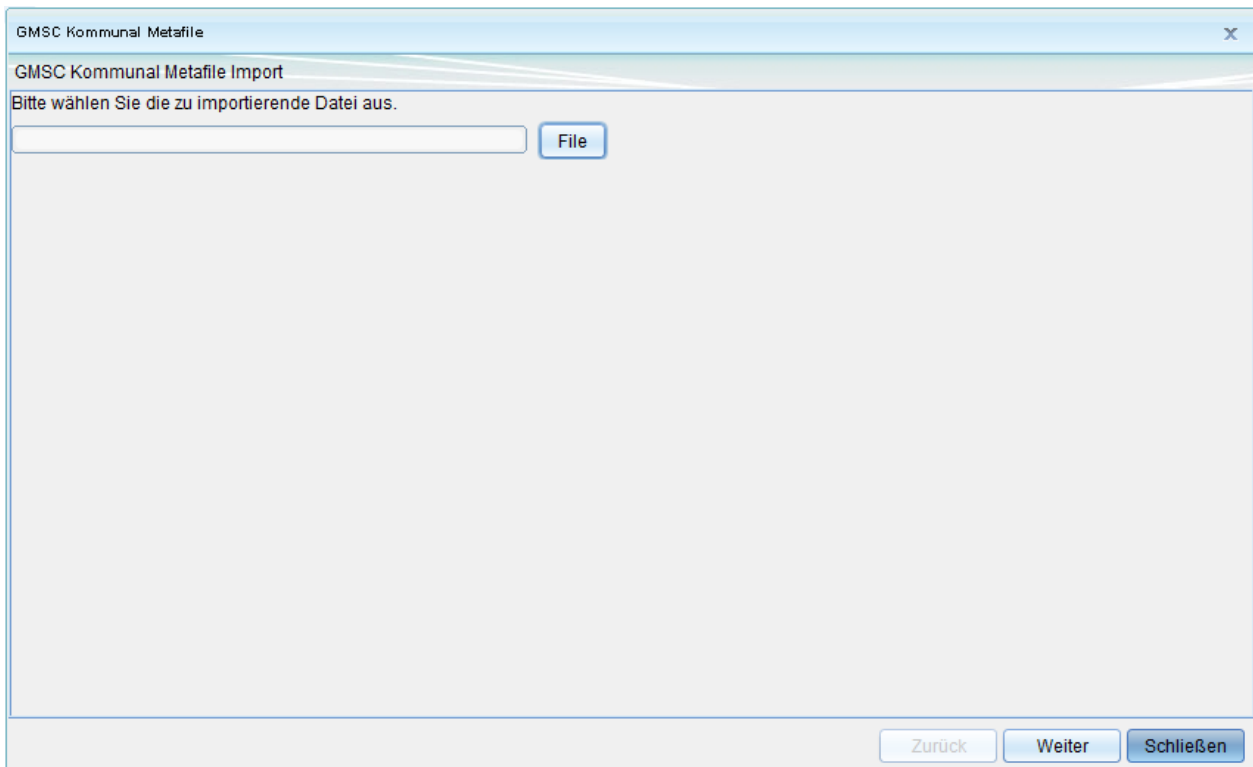 GMSC Kommunal Metafile
X
GMSC Kommunal Metafile Import
Bitte wählen Sie die zu importierende Datei aus.
File
Zurück Weiter Schließen